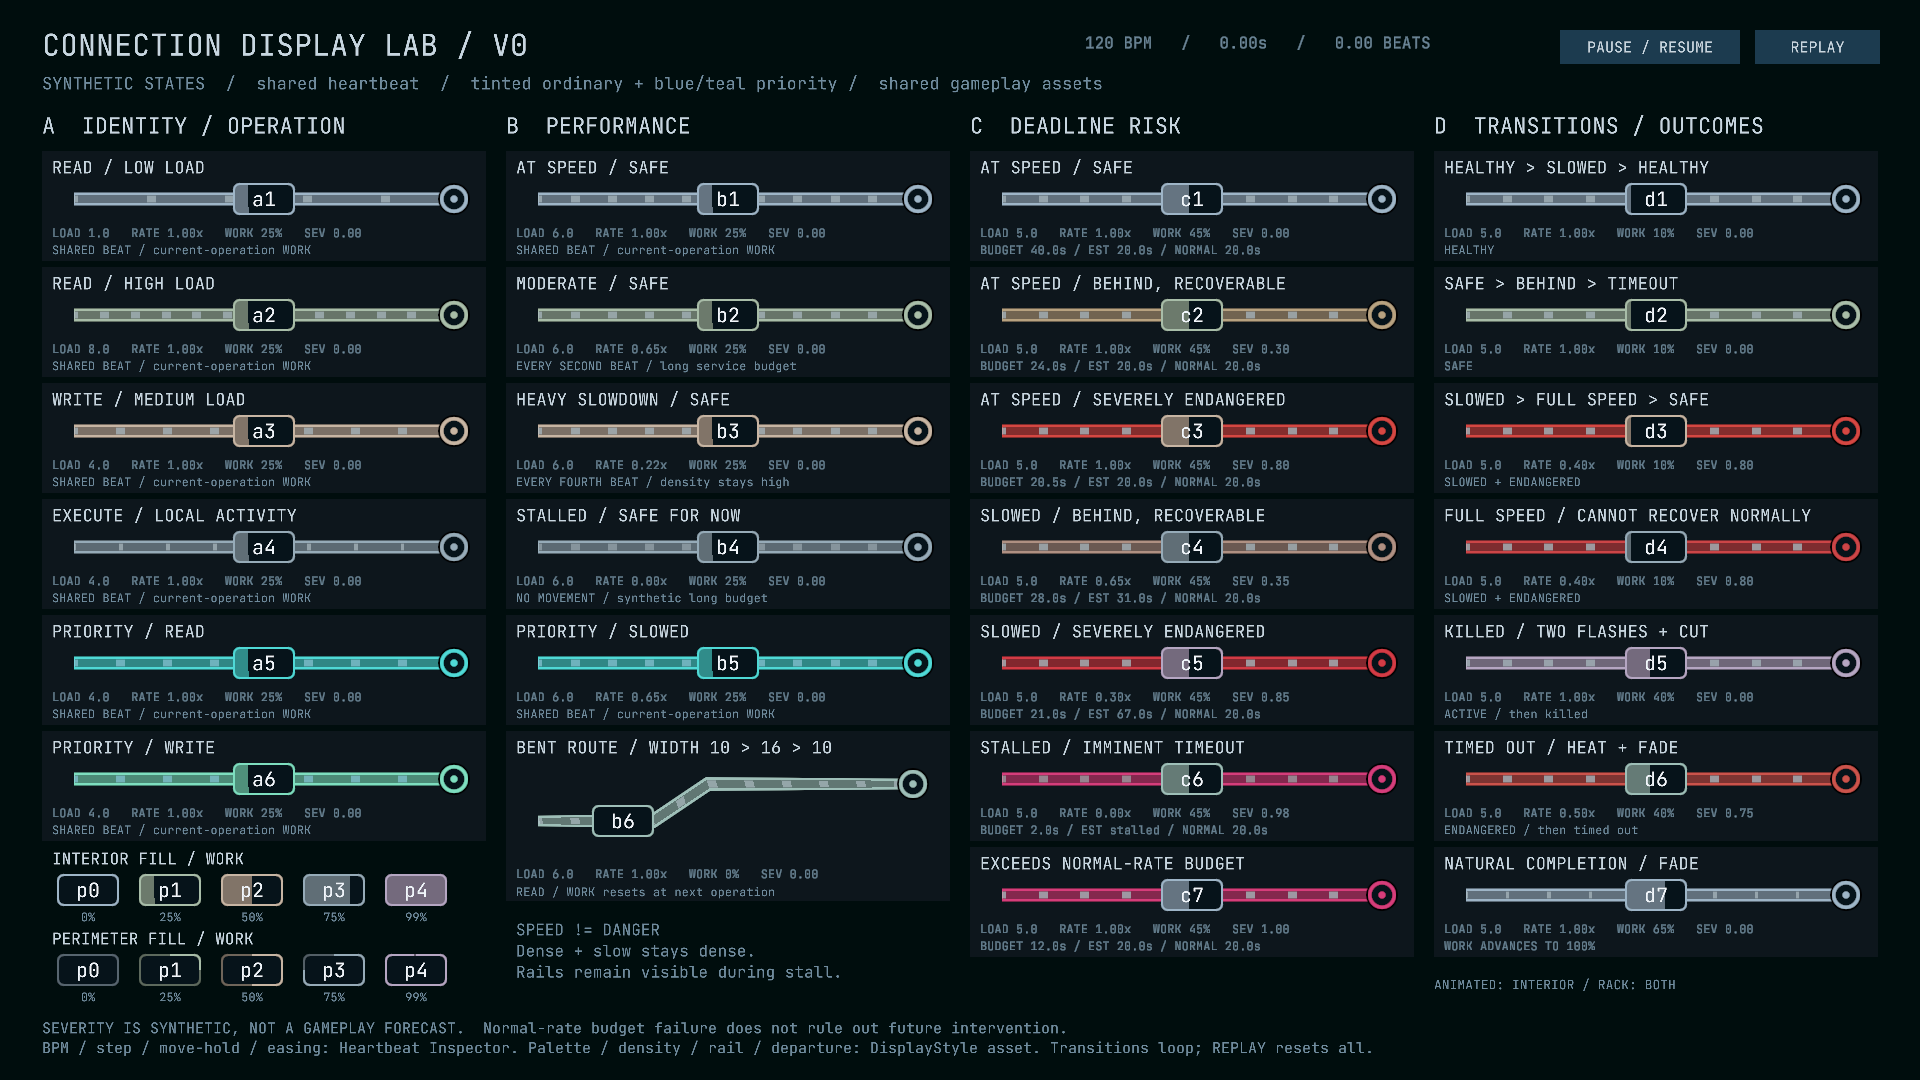 CONNECTION DISPLAY LAB / V0
120 BPM / 0.00s / 0.00 BEATS
PAUSE / RESUME
REPLAY
SYNTHETIC STATES / shared heartbeat / tinted ordinary + blue/teal priority / shared gameplay assets
A IDENTITY / OPERATION
READ / LOW LOAD
a1
LOAD 1.0 RATE 1.00x WORK 25% SEV 0.00
SHARED BEAT / current-operation WORK
READ / HIGH LOAD
a2
LOAD 8.0 RATE 1.00x WORK 25% SEV 0.00
SHARED BEAT / current-operation WORK
WRITE / MEDIUM LOAD
a3
LOAD 4.0 RATE 1.00x WORK 25% SEV 0.00
SHARED BEAT / current-operation WORK
EXECUTE / LOCAL ACTIVITY
a4
LOAD 4.0 RATE 1.00x WORK 25% SEV 0.00
SHARED BEAT / current-operation WORK
PRIORITY / READ
a5
LOAD 4.0 RATE 1.00x WORK 25% SEV 0.00
SHARED BEAT / current-operation WORK
PRIORITY / WRITE
a6
LOAD 4.0 RATE 1.00x WORK 25% SEV 0.00
SHARED BEAT / current-operation WORK
INTERIOR FILL / WORK
p0 p1 p2 p3 p4
0% 25% 50% 75% 99%
PERIMETER FILL / WORK
p0 p1 p2 p3 p4
0% 25% 50% 75% 99%
B PERFORMANCE
AT SPEED / SAFE
b1
LOAD 6.0 RATE 1.00x WORK 25% SEV 0.00
SHARED BEAT / current-operation WORK
MODERATE / SAFE
b2
LOAD 6.0 RATE 0.65x WORK 25% SEV 0.00
EVERY SECOND BEAT / long service budget
HEAVY SLOWDOWN / SAFE
b3
LOAD 6.0 RATE 0.22x WORK 25% SEV 0.00
EVERY FOURTH BEAT / density stays high
STALLED / SAFE FOR NOW
b4
LOAD 6.0 RATE 0.00x WORK 25% SEV 0.00
NO MOVEMENT / synthetic long budget
PRIORITY / SLOWED
b5
LOAD 6.0 RATE 0.65x WORK 25% SEV 0.00
SHARED BEAT / current-operation WORK
BENT ROUTE / WIDTH 10 > 16 > 10
b6
LOAD 6.0 RATE 1.00x WORK 0% SEV 0.00
READ / WORK resets at next operation
SPEED != DANGER
Dense + slow stays dense.
Rails remain visible during stall.
C DEADLINE RISK
AT SPEED / SAFE
c1
LOAD 5.0 RATE 1.00x WORK 45% SEV 0.00
BUDGET 40.0s / EST 20.0s / NORMAL 20.0s
AT SPEED / BEHIND, RECOVERABLE
c2
LOAD 5.0 RATE 1.00x WORK 45% SEV 0.30
BUDGET 24.0s / EST 20.0s / NORMAL 20.0s
AT SPEED / SEVERELY ENDANGERED
c3
LOAD 5.0 RATE 1.00x WORK 45% SEV 0.80
BUDGET 20.5s / EST 20.0s / NORMAL 20.0s
SLOWED / BEHIND, RECOVERABLE
c4
LOAD 5.0 RATE 0.65x WORK 45% SEV 0.35
BUDGET 28.0s / EST 31.0s / NORMAL 20.0s
SLOWED / SEVERELY ENDANGERED
c5
LOAD 5.0 RATE 0.30x WORK 45% SEV 0.85
BUDGET 21.0s / EST 67.0s / NORMAL 20.0s
STALLED / IMMINENT TIMEOUT
c6
LOAD 5.0 RATE 0.00x WORK 45% SEV 0.98
BUDGET 2.0s / EST stalled / NORMAL 20.0s
EXCEEDS NORMAL-RATE BUDGET
c7
LOAD 5.0 RATE 1.00x WORK 45% SEV 1.00
BUDGET 12.0s / EST 20.0s / NORMAL 20.0s
D TRANSITIONS / OUTCOMES
HEALTHY > SLOWED > HEALTHY
d1
LOAD 5.0 RATE 1.00x WORK 10% SEV 0.00
HEALTHY
SAFE > BEHIND > TIMEOUT
d2
LOAD 5.0 RATE 1.00x WORK 10% SEV 0.00
SAFE
SLOWED > FULL SPEED > SAFE
d3
LOAD 5.0 RATE 0.40x WORK 10% SEV 0.80
SLOWED + ENDANGERED
FULL SPEED / CANNOT RECOVER NORMALLY
d4
LOAD 5.0 RATE 0.40x WORK 10% SEV 0.80
SLOWED + ENDANGERED
KILLED / TWO FLASHES + CUT
d5
LOAD 5.0 RATE 1.00x WORK 40% SEV 0.00
ACTIVE / then killed
TIMED OUT / HEAT + FADE
d6
LOAD 5.0 RATE 0.50x WORK 40% SEV 0.75
ENDANGERED / then timed out
NATURAL COMPLETION / FADE
d7
LOAD 5.0 RATE 1.00x WORK 65% SEV 0.00
WORK ADVANCES TO 100%
ANIMATED: INTERIOR / RACK: BOTH
SEVERITY IS SYNTHETIC, NOT A GAMEPLAY FORECAST. Normal-rate budget failure does not rule out future intervention.
BPM / step / move-hold / easing: Heartbeat Inspector. Palette / density / rail / departure: DisplayStyle asset. Transitions loop; REPLAY resets all.